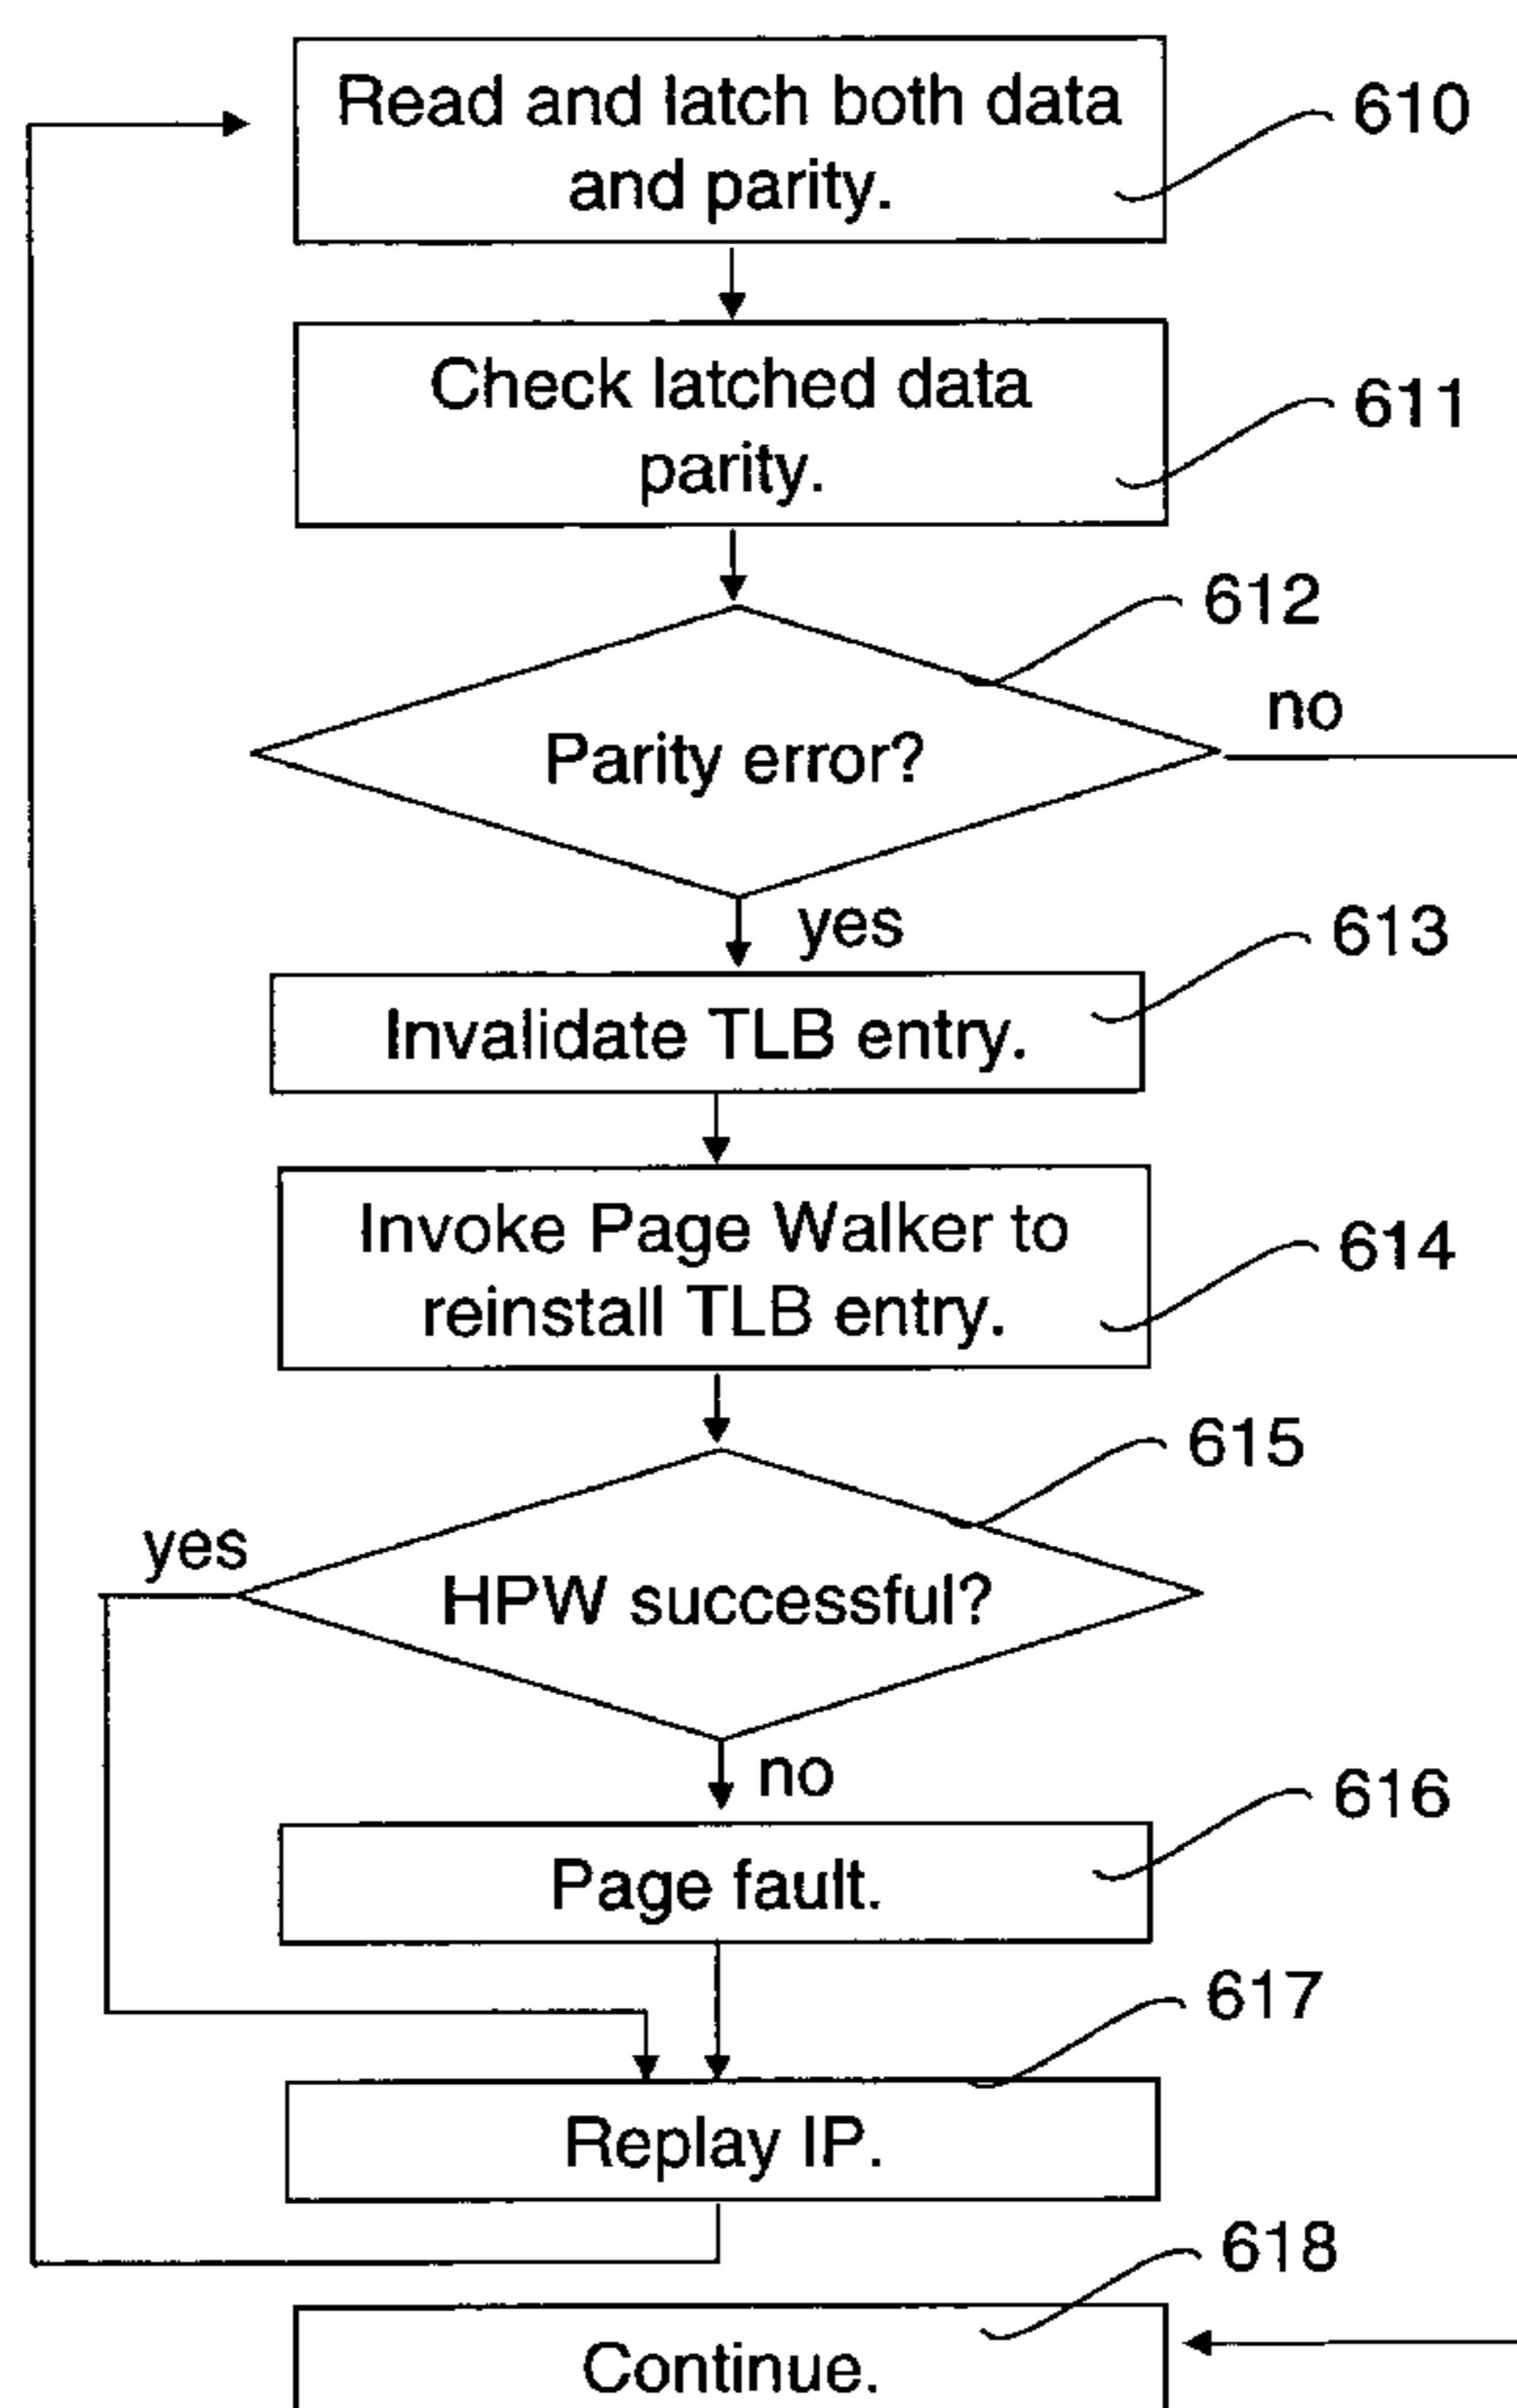 Read and latch both data
and parity.
610
Check latched data
parity.
611
612
Parity error?
no
yes
613
Invalidate TLB entry.
Invoke Page Walker to
reinstall TLB entry.
614
615
yes
HPW successful?
no
616
Page fault.
617
Replay IP.
618
Continue.